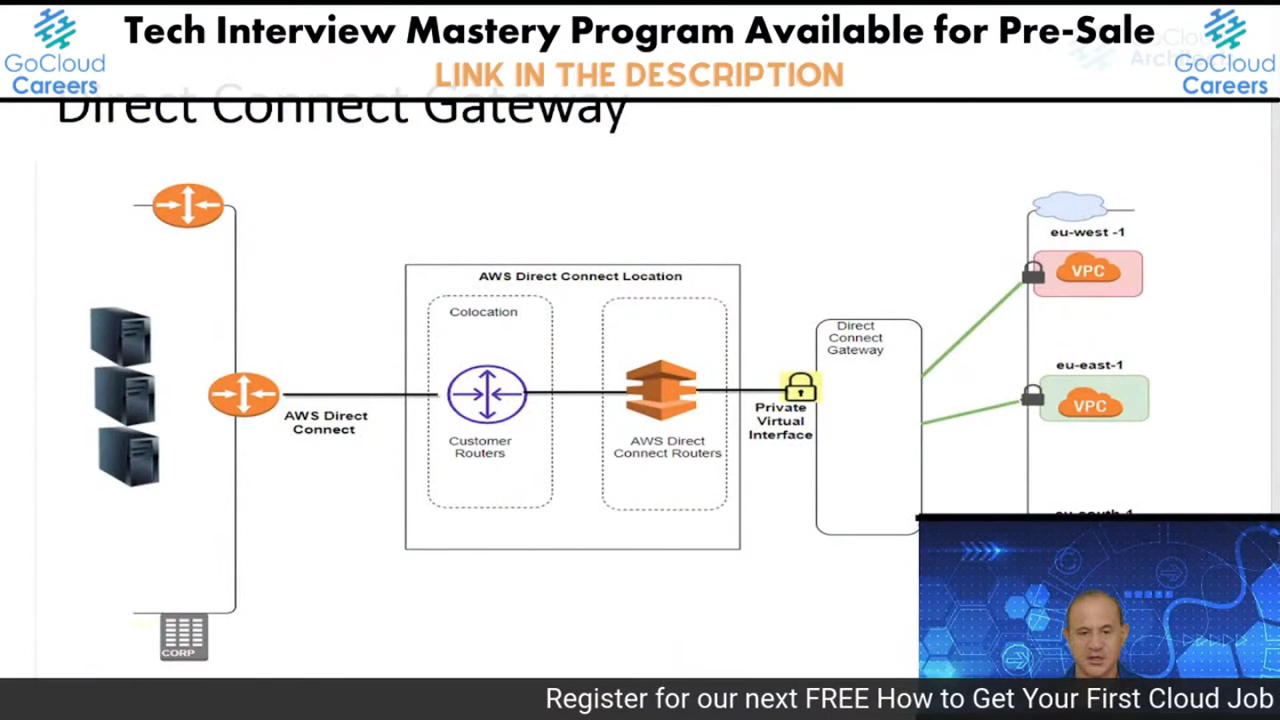 Tech Interview Mastery Program Available for Pre-Sale
LINK IN THE DESCRIPTION
GoCloud
Careers
GoCloud
Careers
Direct Connect Gateway
eu-west -1
VPC
AWS Direct Connect Location
Colocation
Direct
Connect
Gateway
eu-east-1
VPC
AWS Direct
Connect
Private
Virtual
Interface
Customer
Routers
AWS Direct
Connect Routers
eu-south-1
CORP
Register for our next FREE How to Get Your First Cloud Job